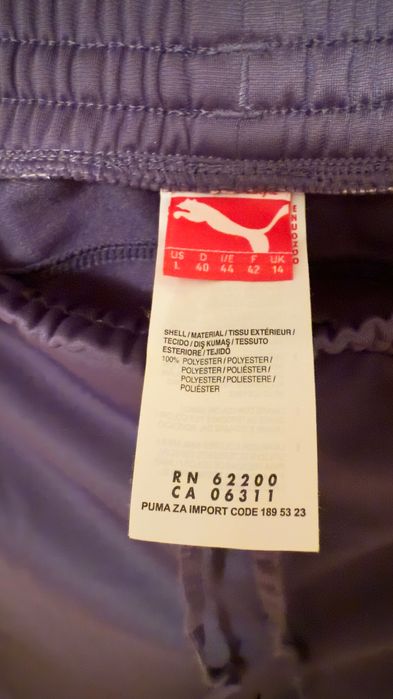 US D I/E F UK
L 40 44 42 14
SHELL / MATERIAL / TISSU EXTÉRIEUR /
TECIDO / DIŞ KUMAŞ / TESSUTO
ESTERIORE / TEJIDO
100% POLYESTER / POLYESTER /
POLYESTER / POLIÉSTER /
POLYESTER / POLIESTERE /
POLIÉSTER
RN 62200
CA 06311
PUMA ZA IMPORT CODE 189 53 23